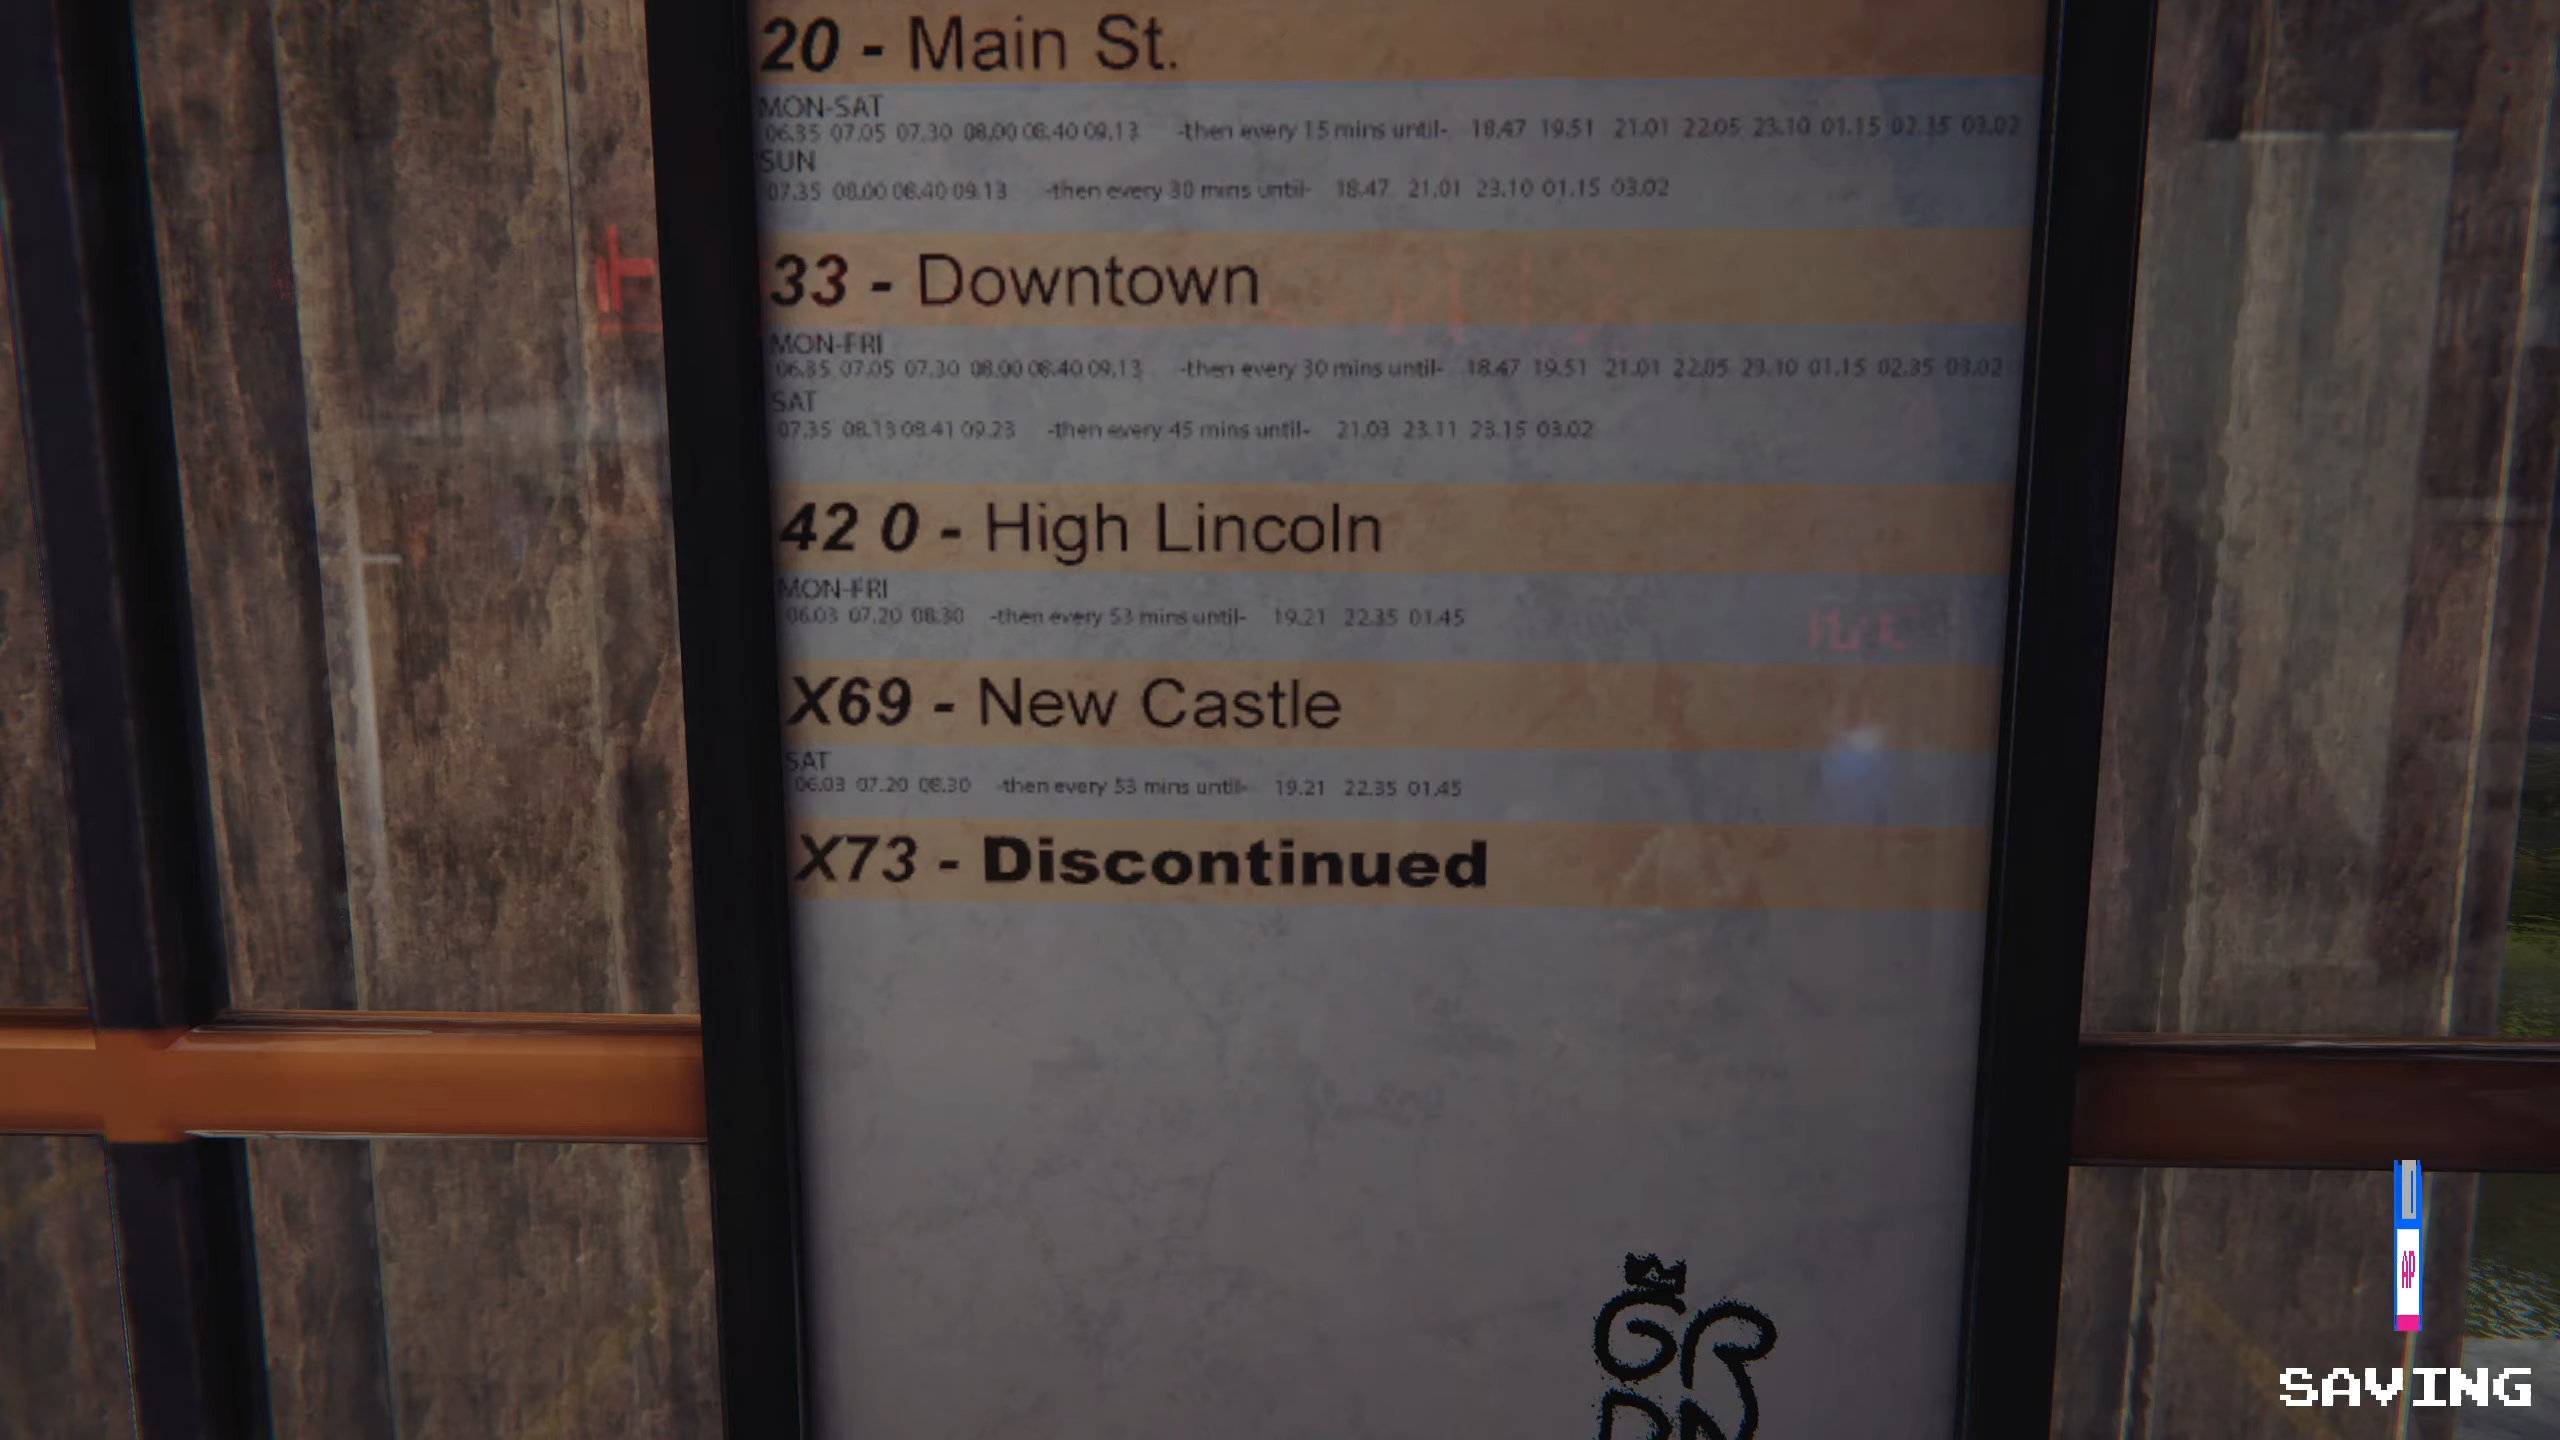 20 - Main St.
MON-SAT
06.35 07.05 07.30 08.00 08.40 09.13 -then every 15 mins until- 18.47 19.51 21.01 22.05 23.10 01.15 02.35 03.02
SUN
07.35 08.00 08.40 09.13 -then every 30 mins until- 18.47 21.01 23.10 01.15 03.02
33 - Downtown
MON-FRI
06.35 07.05 07.30 08.00 08.40 09.13 -then every 30 mins until- 18.47 19.51 21.01 22.05 23.10 01.15 02.35 03.02
SAT
07.35 08.13 08.41 09.23 -then every 45 mins until- 21.03 23.11 23.15 03.02
42 0 - High Lincoln
MON-FRI
06.03 07.20 08.30 -then every 53 mins until- 19.21 22.35 01.45
X69 - New Castle
SAT
06.03 07.20 08.30 -then every 53 mins until- 19.21 22.35 01.45
X73 - Discontinued
GR
AP
SAVING